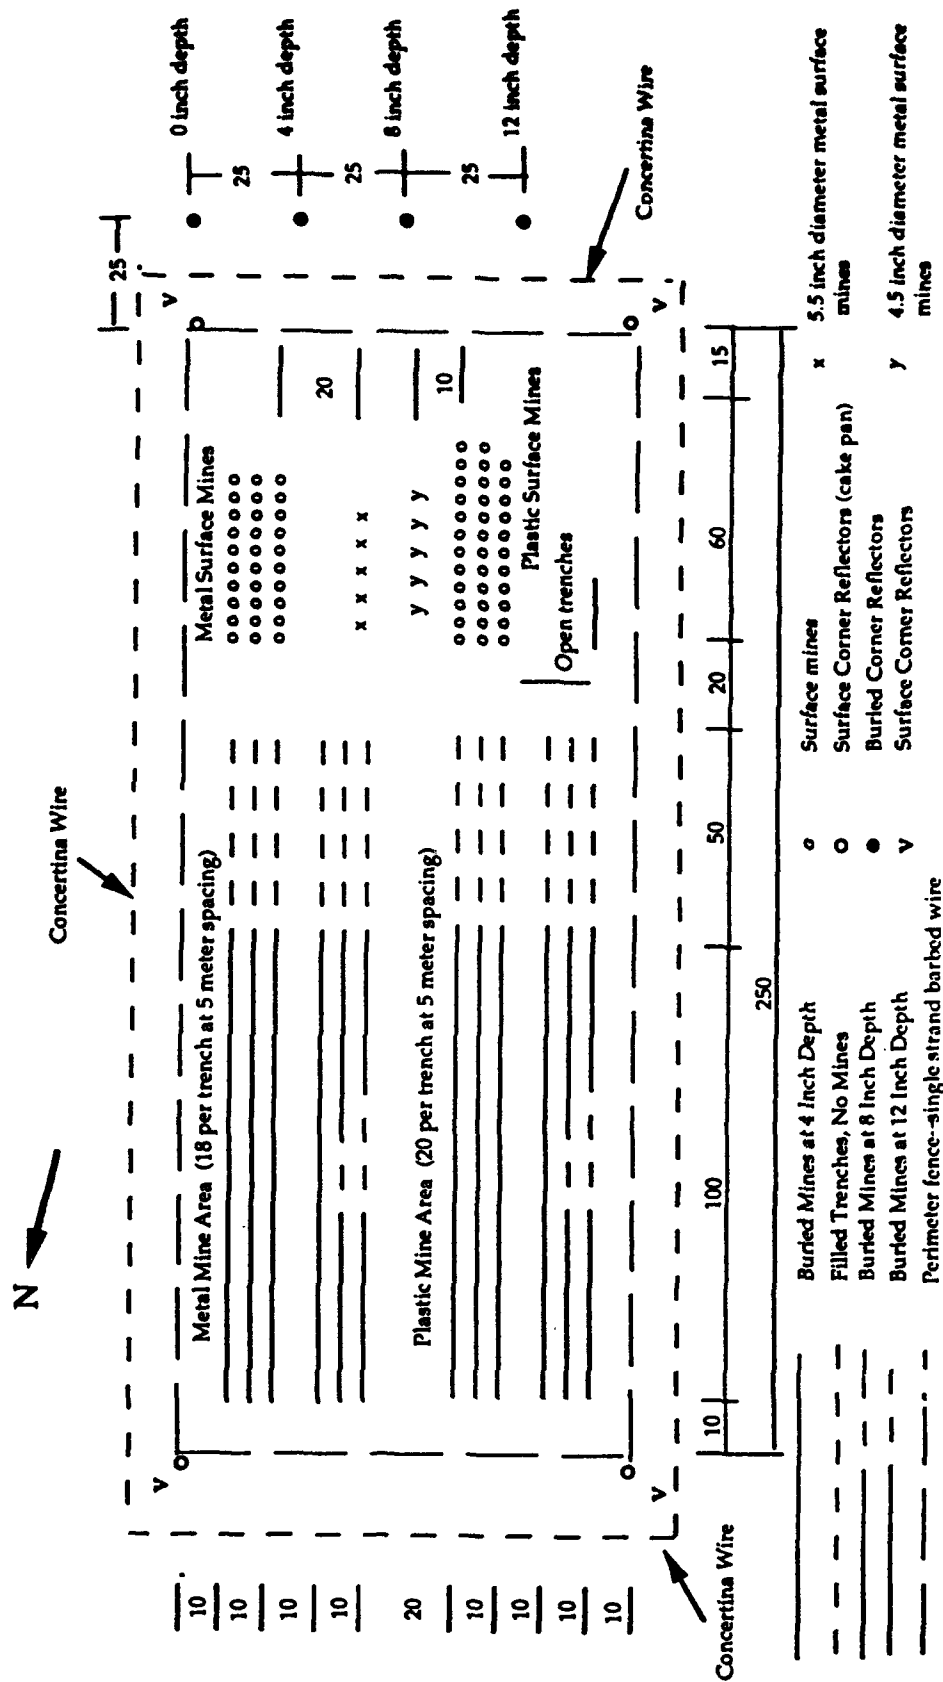 N
Concertina Wire
25
0 inch depth
4 inch depth
8 inch depth
12 inch depth
25
25
25
Concertina Wire
v
v
v
v
Metal Mine Area (18 per trench at 5 meter spacing)
Metal Surface Mines
ooooooooo
ooooooooo
ooooooooo
20
x x x x x
y y y y y
10
Plastic Mine Area (20 per trench at 5 meter spacing)
Plastic Surface Mines
Open trenches
10
10
10
10
20
10
10
10
10
Concertina Wire
10
100
50
20
60
15
250
Buried Mines at 4 Inch Depth
Filled Trenches, No Mines
Buried Mines at 8 Inch Depth
Buried Mines at 12 Inch Depth
Perimeter fence--single strand barbed wire
o Surface mines
o Surface Corner Reflectors (cake pan)
● Buried Corner Reflectors
v Surface Corner Reflectors
x 5.5 inch diameter metal surface
mines
y 4.5 inch diameter metal surface
mines